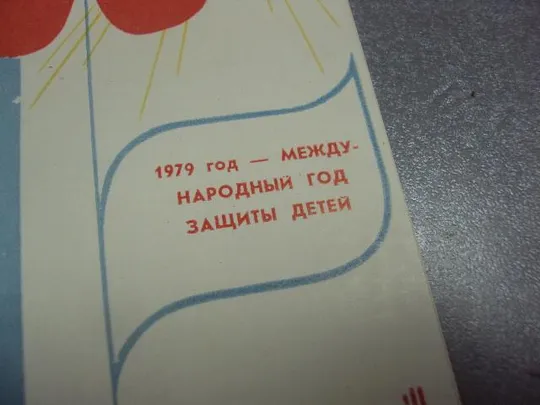 1979 год — МЕЖДУ-
НАРОДНЫЙ ГОД
ЗАЩИТЫ ДЕТЕЙ